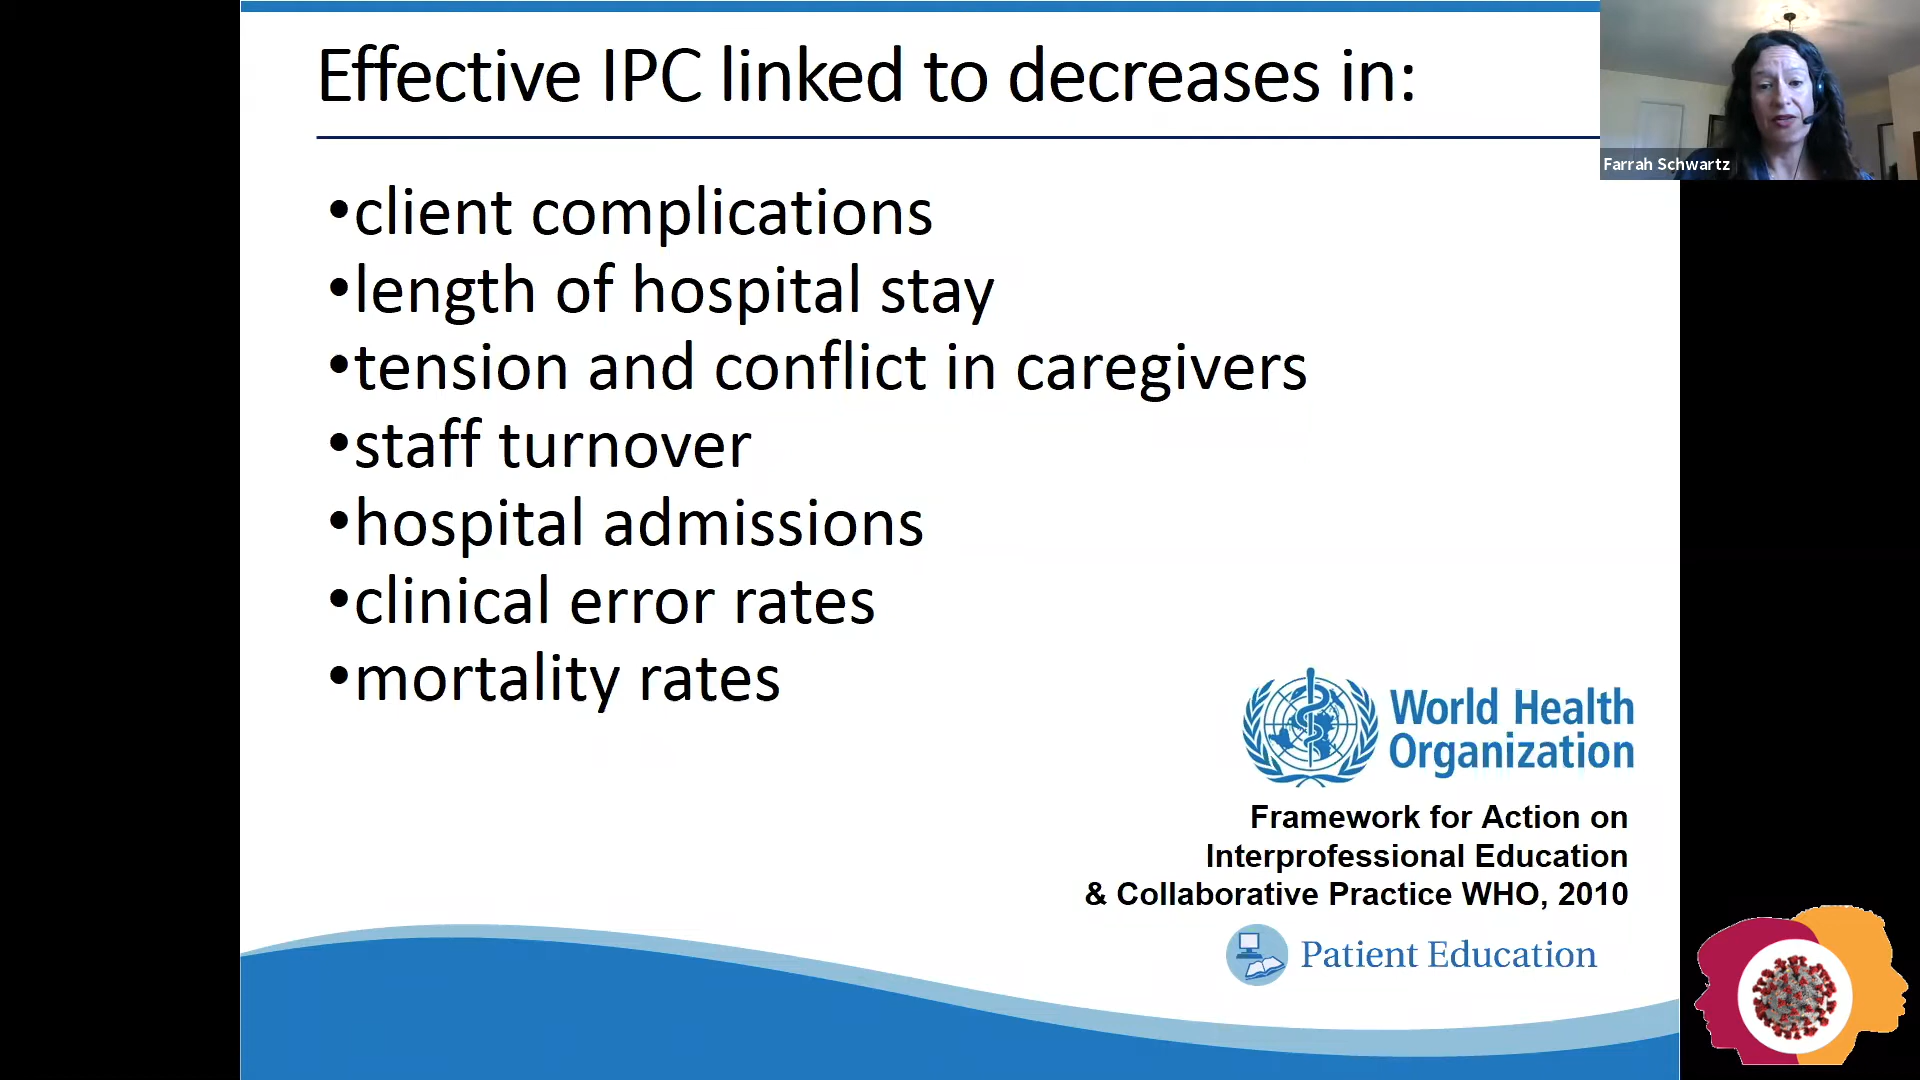 Effective IPC linked to decreases in:
Farrah Schwartz
•client complications
•length of hospital stay
•tension and conflict in caregivers
•staff turnover
•hospital admissions
•clinical error rates
•mortality rates
World Health
Organization
Framework for Action on
Interprofessional Education
& Collaborative Practice WHO, 2010
Patient Education